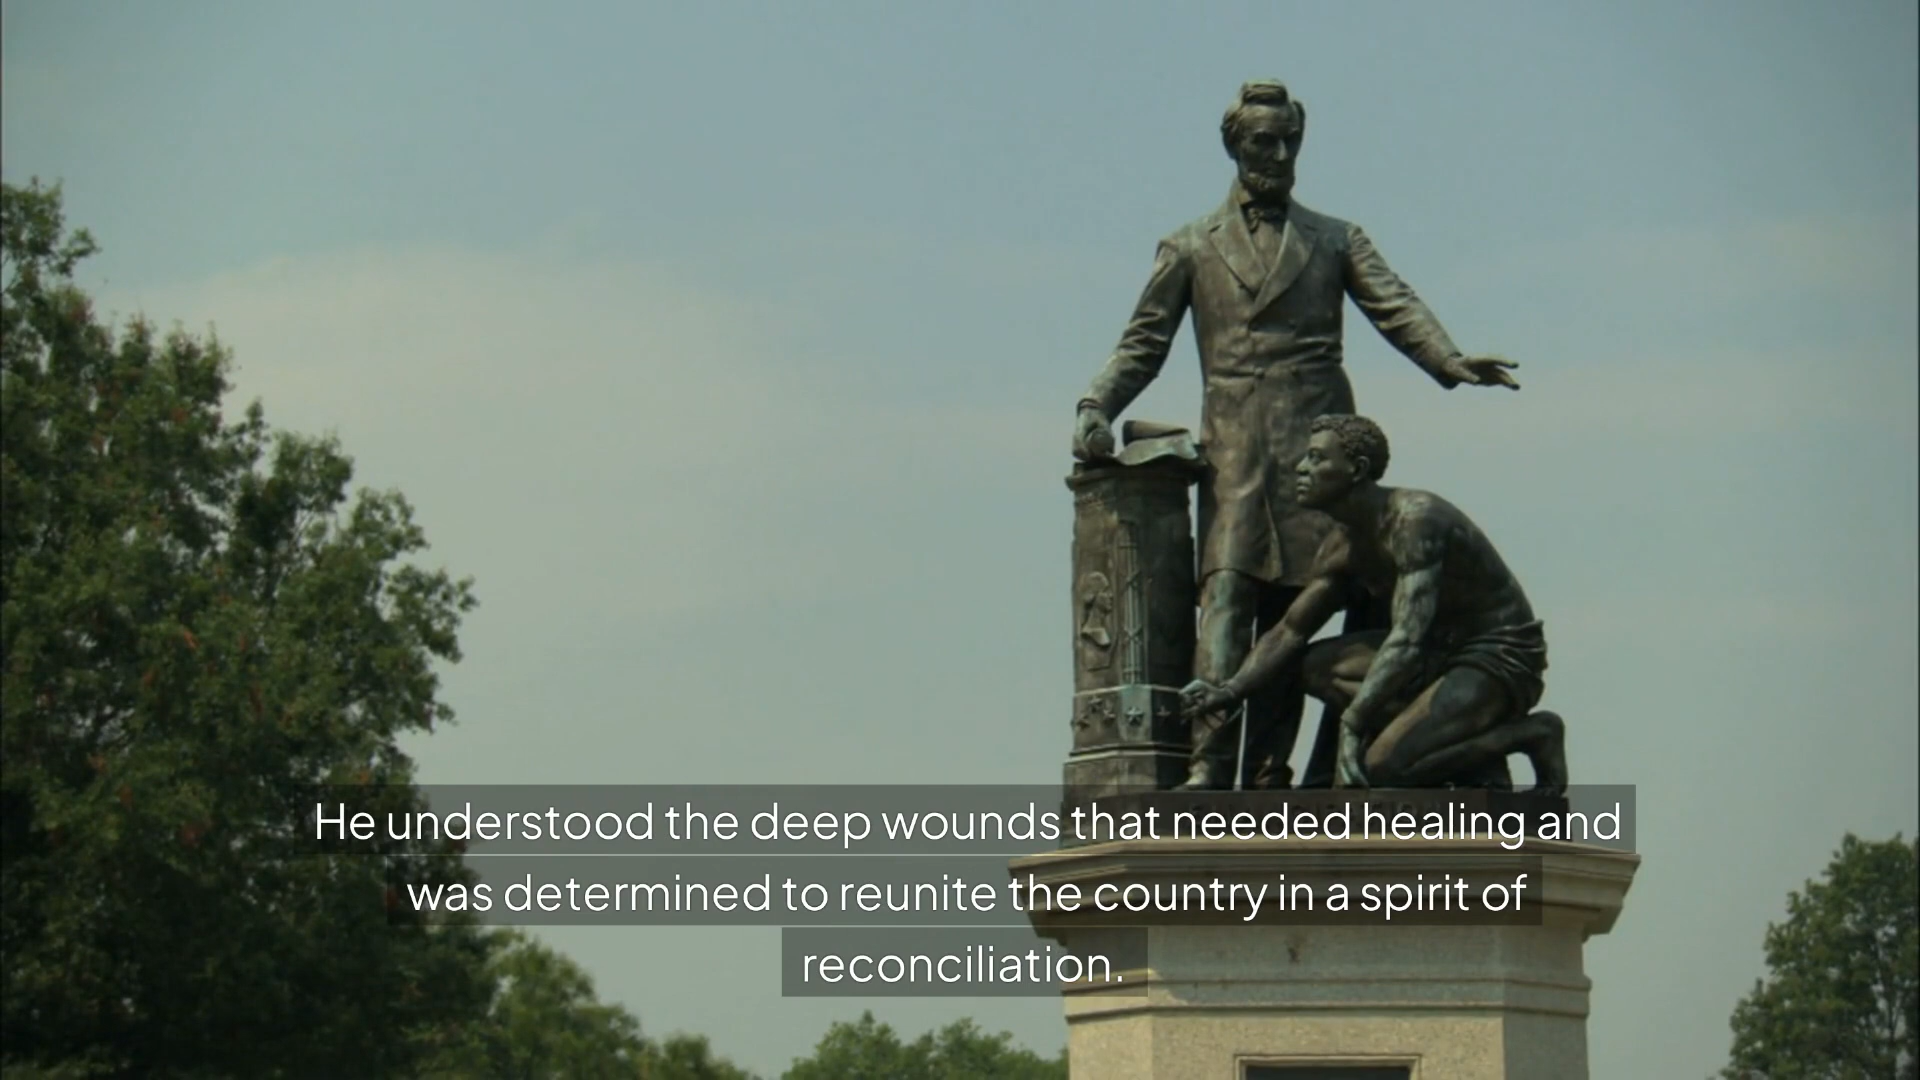 He understood the deep wounds that needed healing and
was determined to reunite the country in a spirit of
reconciliation.